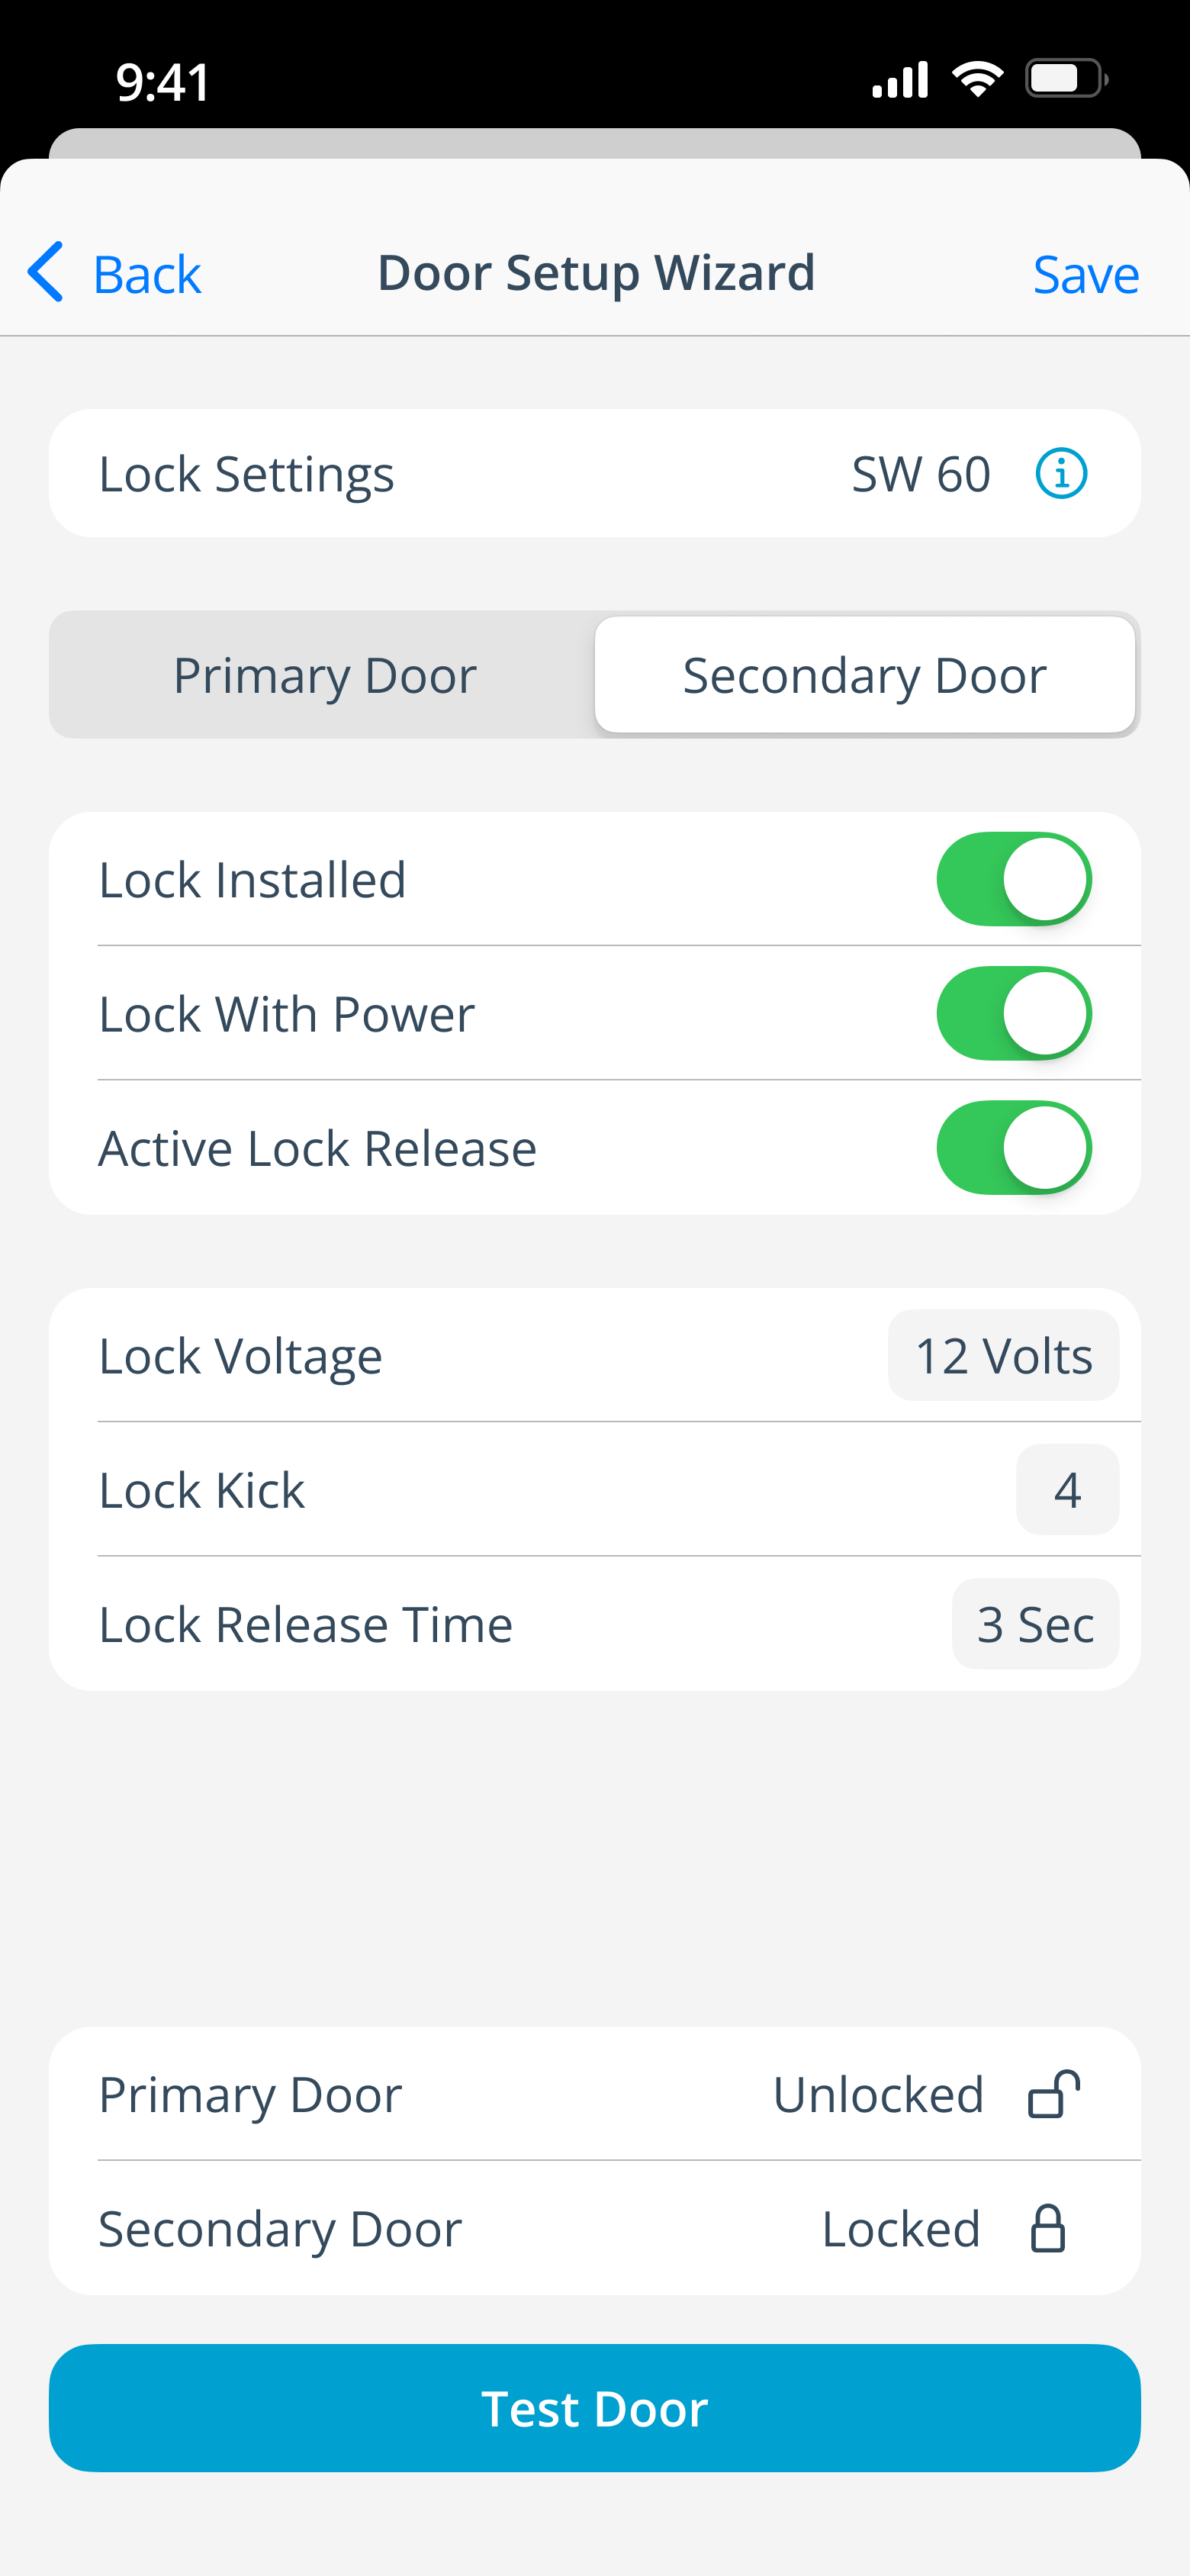 9:41
Back Door Setup Wizard Save
Lock Settings SW 60
Primary Door Secondary Door
Lock Installed
Lock With Power
Active Lock Release
Lock Voltage 12 Volts
Lock Kick 4
Lock Release Time 3 Sec
Primary Door Unlocked
Secondary Door Locked
Test Door